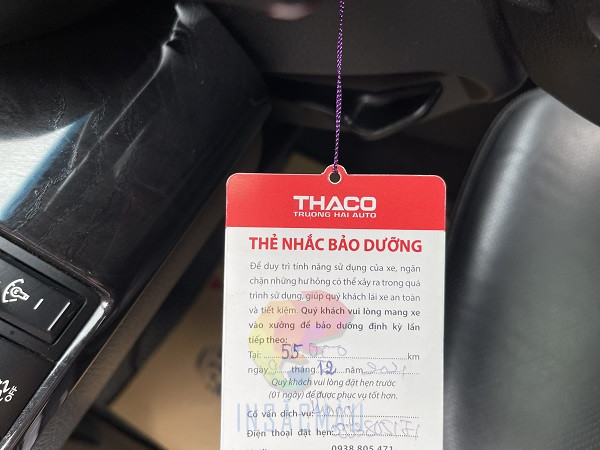 THACO
TRUONG HAI AUTO
THẺ NHẮC BẢO DƯỠNG
Để duy trì tính năng sử dụng của xe, ngăn
chặn những hư hỏng có thể xảy ra trong quá
trình sử dụng, giúp quý khách lái xe an toàn
và tiết kiệm. Quý khách vui lòng mang xe
vào xưởng để bảo dưỡng định kỳ lần
tiếp theo:
Tại: 55000 km
ngày tháng 12 năm
Quý khách vui lòng đặt hẹn trước
(01 ngày) để được phục vụ tốt hơn.
INSACMAU
Cố vấn dịch vụ:
Điện thoại đặt hẹn:
0938 805 471
OFF